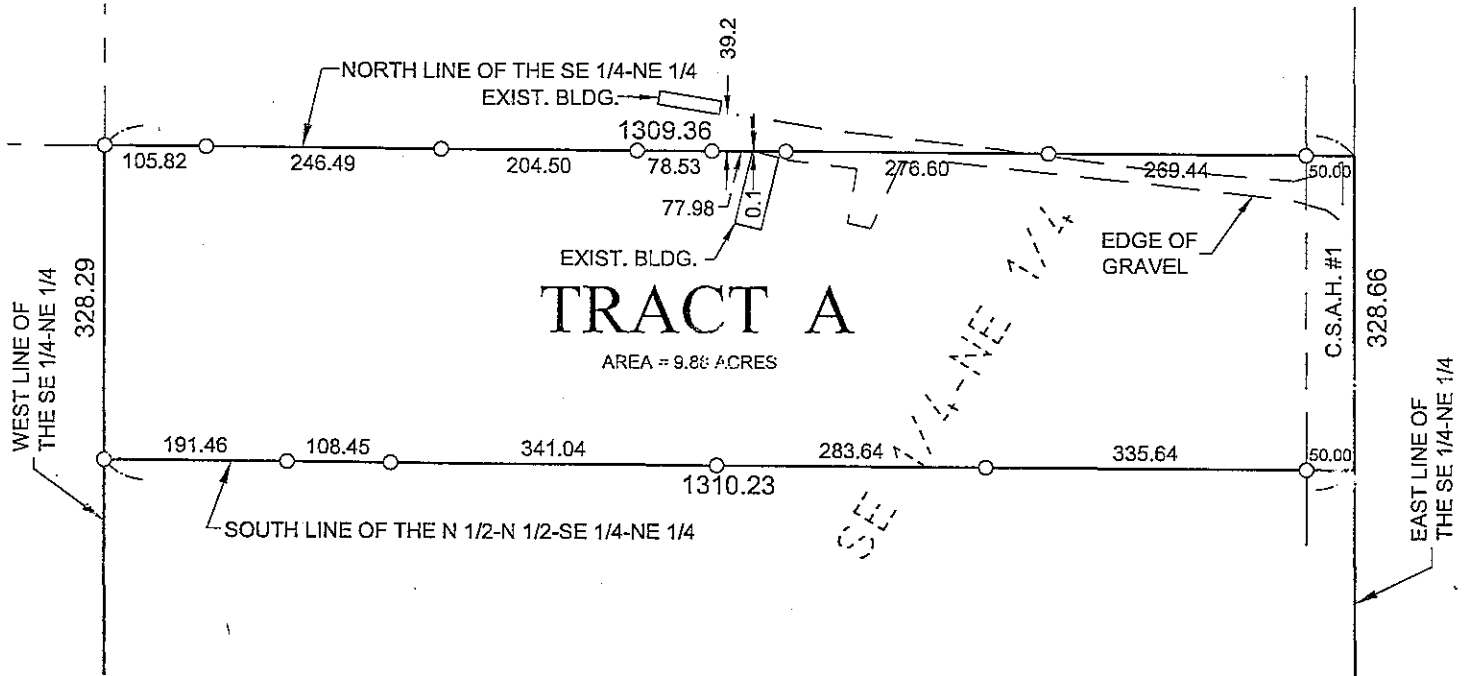 39.2
NORTH LINE OF THE SE 1/4-NE 1/4
EXIST. BLDG.
1309.36
105.82
246.49
204.50
78.53
276.60
269.44
50.00
77.98
0.1
EXIST. BLDG.
EDGE OF
GRAVEL
WEST LINE OF
THE SE 1/4-NE 1/4
328.29
TRACT A
AREA = 9.88 ACRES
SE 1/4-NE 1/4
C.S.A.H. #1
328.66
EAST LINE OF
THE SE 1/4-NE 1/4
191.46
108.45
341.04
283.64
335.64
50.00
1310.23
SOUTH LINE OF THE N 1/2-N 1/2-SE 1/4-NE 1/4